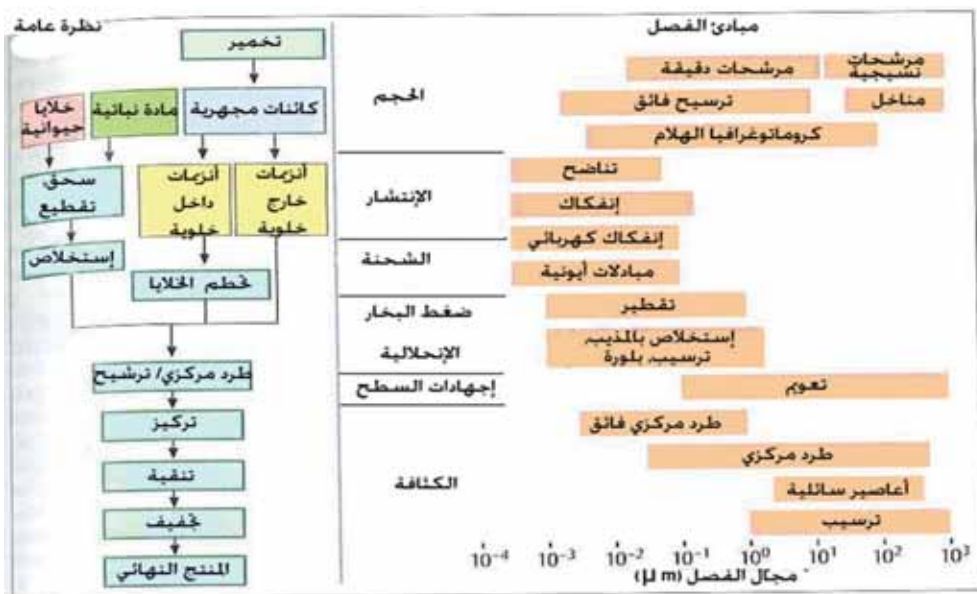 نظرة عامة
تخمير
خلايا
حيوانية
مادة نباتية
كائنات مجهرية
سحق,
تقطيع
أنزيمات
داخل
خلوية
أنزيمات
خارج
خلوية
إستخلاص
تحطم الخلايا
طرد مركزي/ ترشيح
تركيز
تنقية
تجفيف
المنتج النهائي
مبادئ الفصل
الحجم
مرشحات دقيقة
مرشحات
نسيجية
ترسيح فائق
مناخل
كروماتوغرافيا الهلام
الإنتشار
تناضح
إنفكاك
الشحنة
إنفكاك كهربائي
مبادلات أيونية
ضغط البخار
تقطير
الإنحلالية
إستخلاص بالمذيب,
ترسيب, بلورة
إجهادات السطح
تعويم
الكثافة
طرد مركزي فائق
طرد مركزي
أعاصير سائلية
ترسيب
10⁻⁴ 10⁻³ 10⁻² 10⁻¹ 10⁰ 10¹ 10² 10³
مجال الفصل (µ m)